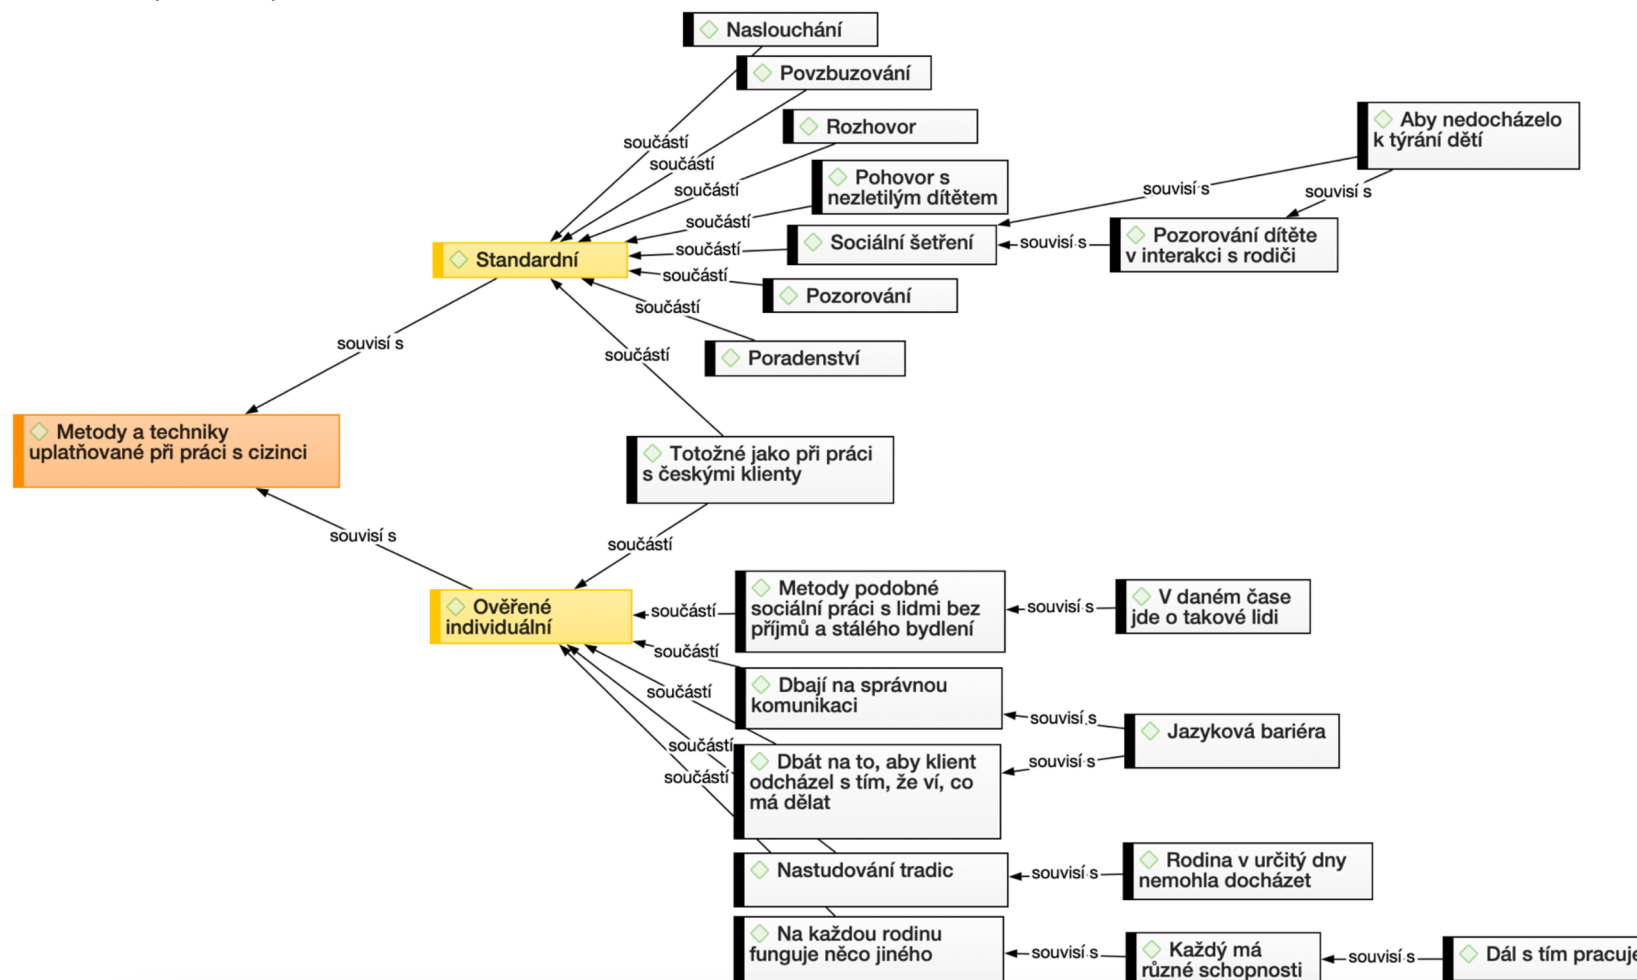 Naslouchání
Povzbuzování
součástí
Rozhovor
Aby nedocházelo
k týrání dětí
součástí
Pohovor s
nezletilým dítětem
součástí
souvisí s
souvisí s
součástí
Sociální šetření
souvisí s
Pozorování dítěte
v interakci s rodiči
součástí
Standardní
součástí
Pozorování
součástí
souvisí s
součástí
Poradenství
Metody a techniky
uplatňované při práci s cizinci
Totožné jako při práci
s českými klienty
souvisí s
součástí
Ověřené
individuální
součástí
Metody podobné
sociální práci s lidmi bez
příjmů a stálého bydlení
souvisí s
V daném čase
jde o takové lidi
součástí
Dbají na správnou
komunikaci
součástí
souvisí s
Jazyková bariéra
součástí
Dbát na to, aby klient
odcházel s tím, že ví, co
má dělat
souvisí s
součástí
Nastudování tradic
souvisí s
Rodina v určitý dny
nemohla docházet
Na každou rodinu
funguje něco jiného
souvisí s
Každý má
různé schopnosti
souvisí s
Dál s tím pracuje